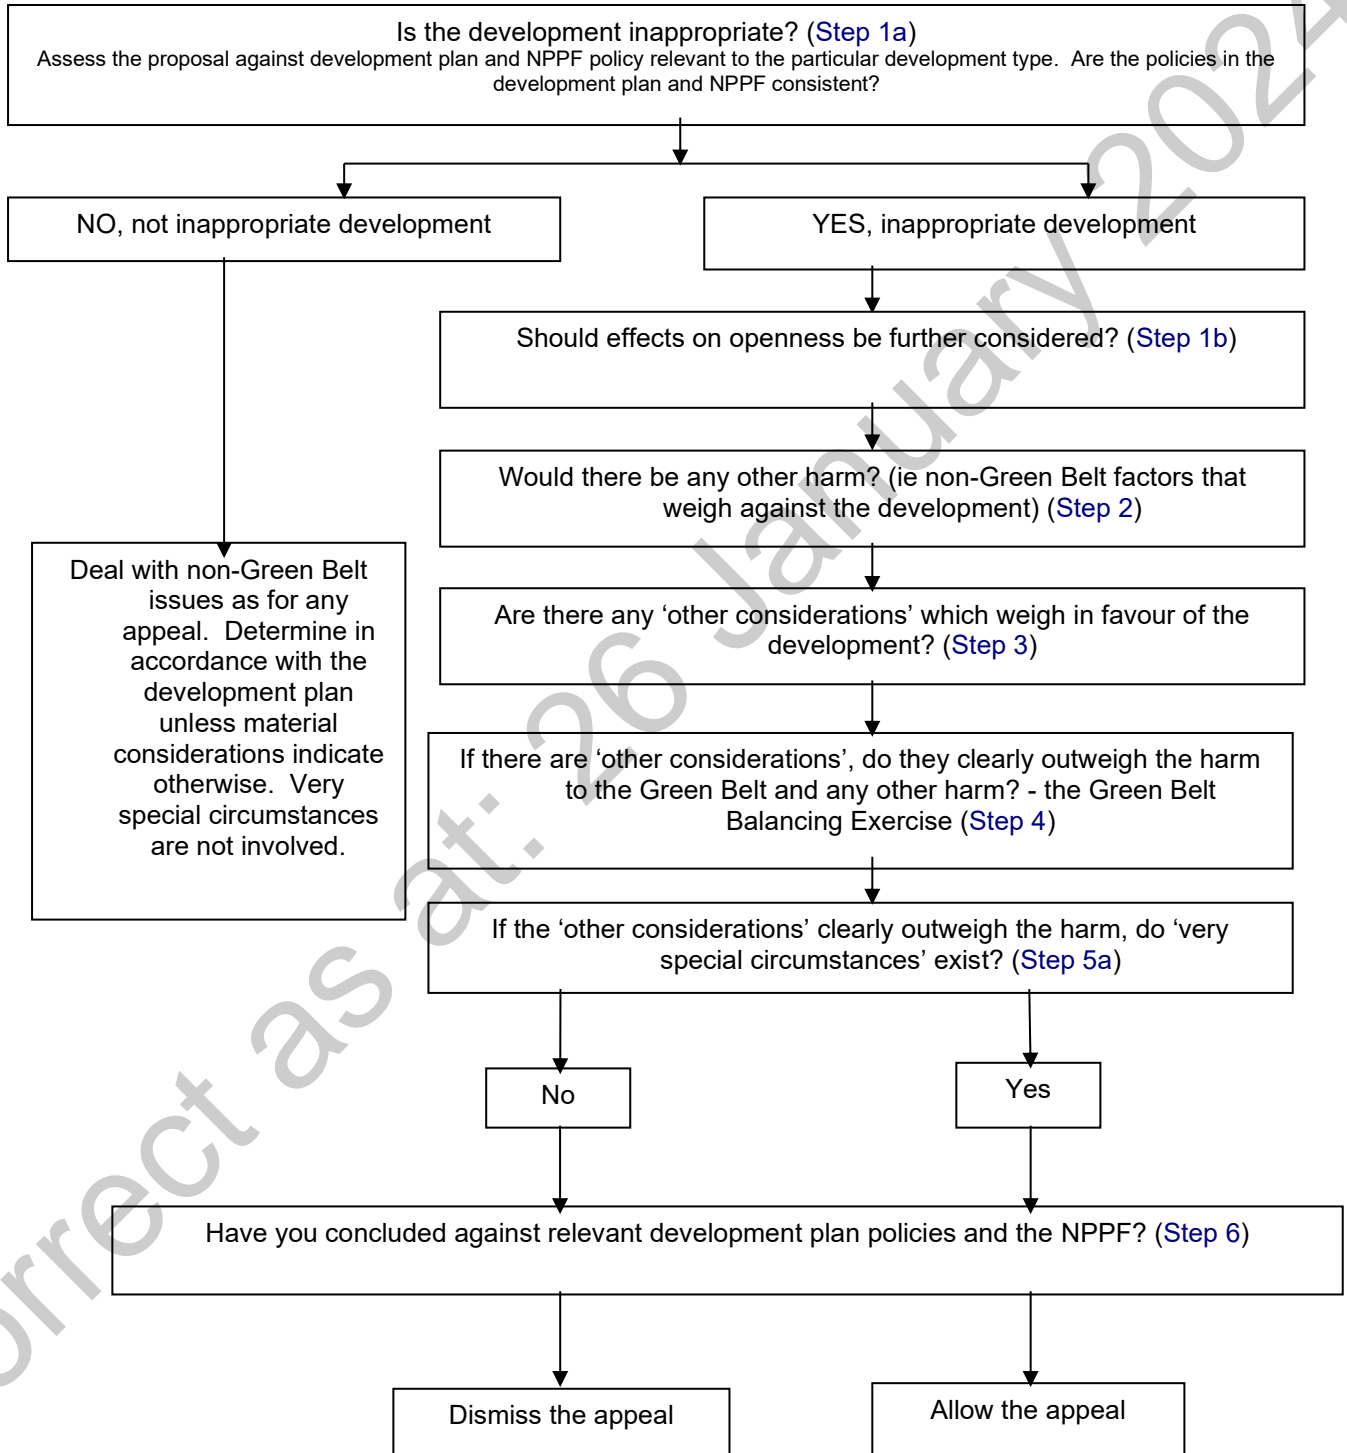 Is the development inappropriate? (Step 1a)
Assess the proposal against development plan and NPPF policy relevant to the particular development type.  Are the policies in the
development plan and NPPF consistent?
NO, not inappropriate development
YES, inappropriate development
Should effects on openness be further considered? (Step 1b)
Would there be any other harm? (ie non-Green Belt factors that
weigh against the development) (Step 2)
Are there any ‘other considerations’ which weigh in favour of the
development? (Step 3)
Deal with non-Green Belt
issues as for any
appeal.  Determine in
accordance with the
development plan
unless material
considerations indicate
otherwise.  Very
special circumstances
are not involved.
If there are ‘other considerations’, do they clearly outweigh the harm
to the Green Belt and any other harm? - the Green Belt
Balancing Exercise (Step 4)
If the ‘other considerations’ clearly outweigh the harm, do ‘very
special circumstances’ exist? (Step 5a)
No
Yes
Have you concluded against relevant development plan policies and the NPPF? (Step 6)
Dismiss the appeal
Allow the appeal
orrect as at: 26 January 2024